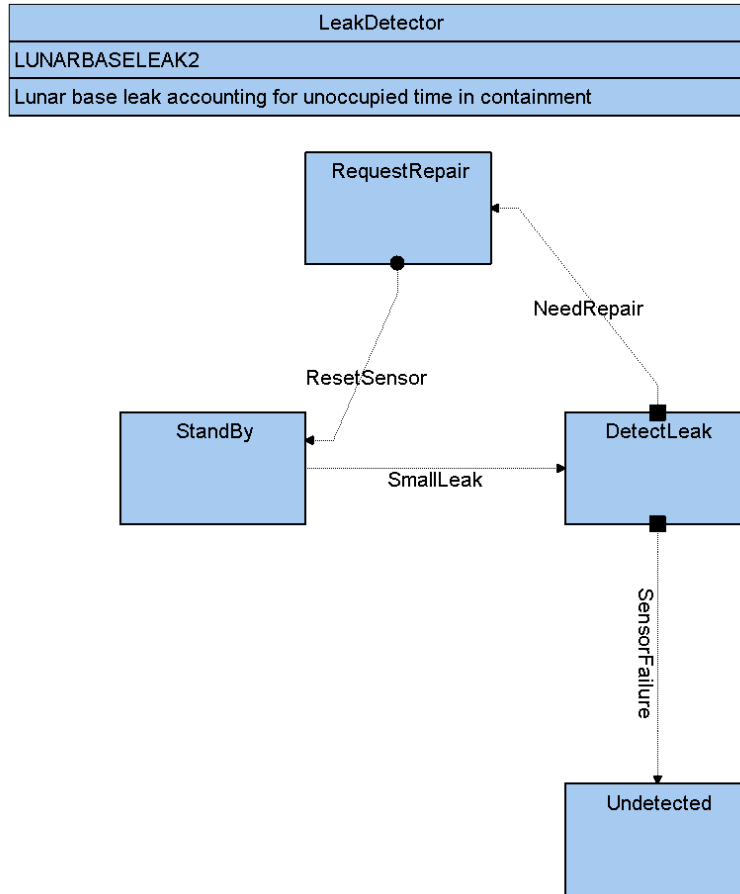 LeakDetector
LUNARBASELEAK2
Lunar base leak accounting for unoccupied time in containment
RequestRepair
NeedRepair
ResetSensor
StandBy
DetectLeak
SmallLeak
SensorFailure
Undetected